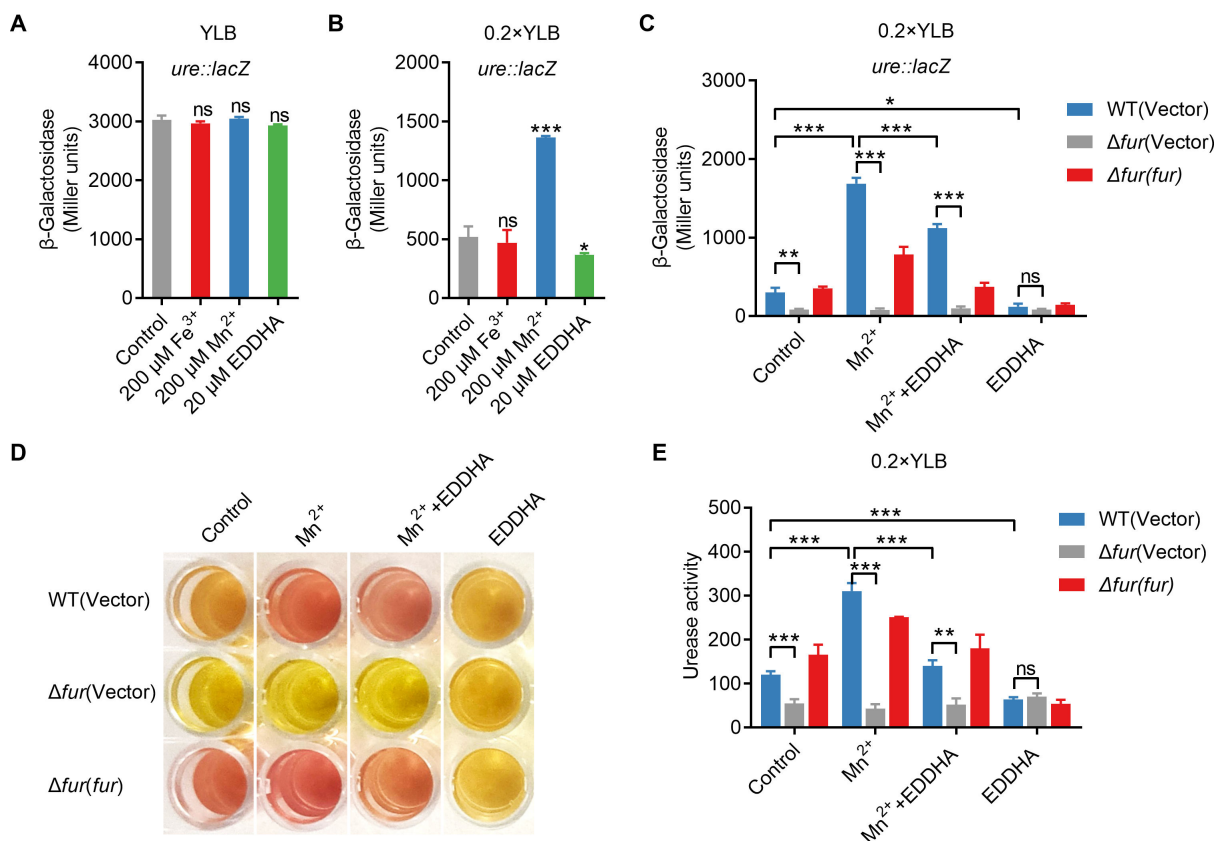 A
YLB
ure::lacZ
β-Galactosidase
(Miller units)
4000
3000
2000
1000
0
ns
ns
ns
Control
200 μM Fe³⁺
200 μM Mn²⁺
20 μM EDDHA
B
0.2×YLB
ure::lacZ
β-Galactosidase
(Miller units)
2000
1500
1000
500
0
ns
***
*
Control
200 μM Fe³⁺
200 μM Mn²⁺
20 μM EDDHA
C
0.2×YLB
ure::lacZ
β-Galactosidase
(Miller units)
3000
2000
1000
0
*
***
***
***
***
**
ns
Control
Mn²⁺
Mn²⁺+EDDHA
EDDHA
WT(Vector)
Δfur(Vector)
Δfur(fur)
D
Control
Mn²⁺
Mn²⁺+EDDHA
EDDHA
WT(Vector)
Δfur(Vector)
Δfur(fur)
E
0.2×YLB
Urease activity
500
400
300
200
100
0
***
***
***
***
***
**
ns
Control
Mn²⁺
Mn²⁺+EDDHA
EDDHA
WT(Vector)
Δfur(Vector)
Δfur(fur)